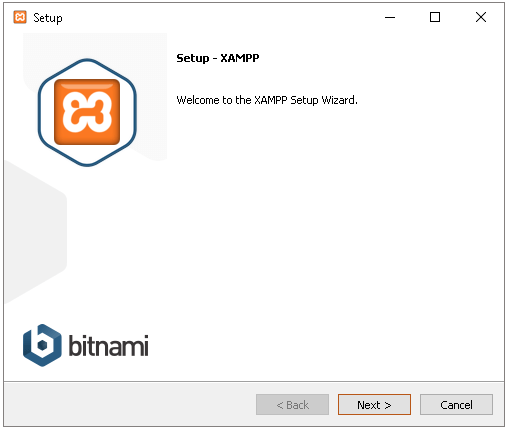 Setup
Setup - XAMPP
Welcome to the XAMPP Setup Wizard.
bitnami
< Back
Next >
Cancel